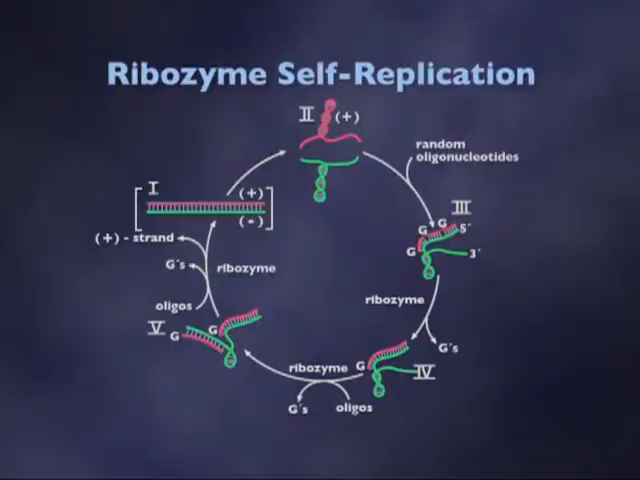 Ribozyme Self-Replication
II (+)
random
oligonucleotides
I
(+)
(-)
III
G G 5´
G 3´
(+) - strand
G´s
ribozyme
oligos
ribozyme
G´s
V G G
ribozyme G IV
G´s oligos